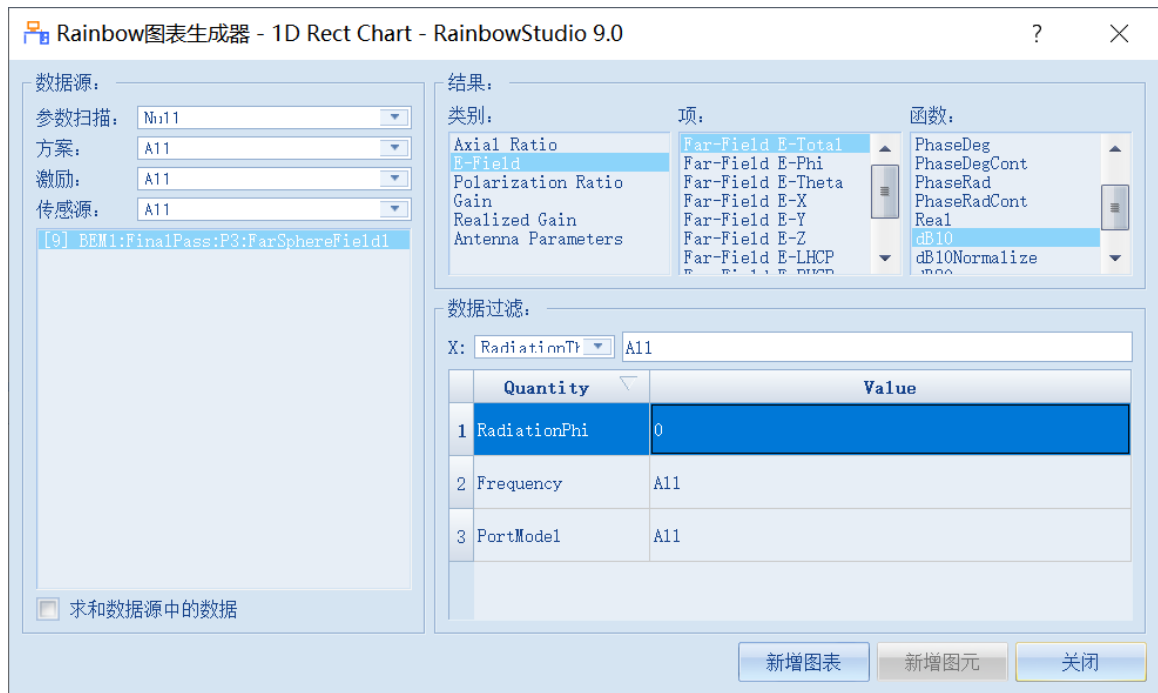 Rainbow图表生成器 - 1D Rect Chart - RainbowStudio 9.0
?
数据源：
参数扫描： Null
方案： All
激励： All
传感源： All
[9] BEM1:FinalPass:P3:FarSphereField1
求和数据源中的数据
结果：
类别：
Axial Ratio
E-Field
Polarization Ratio
Gain
Realized Gain
Antenna Parameters
项：
Far-Field E-Total
Far-Field E-Phi
Far-Field E-Theta
Far-Field E-X
Far-Field E-Y
Far-Field E-Z
Far-Field E-LHCP
函数：
PhaseDeg
PhaseDegCont
PhaseRad
PhaseRadCont
Real
dB10
dB10Normalize
数据过滤：
X: RadiationTh All
Quantity Value
1 RadiationPhi 0
2 Frequency All
3 PortModel All
新增图表 新增图元 关闭